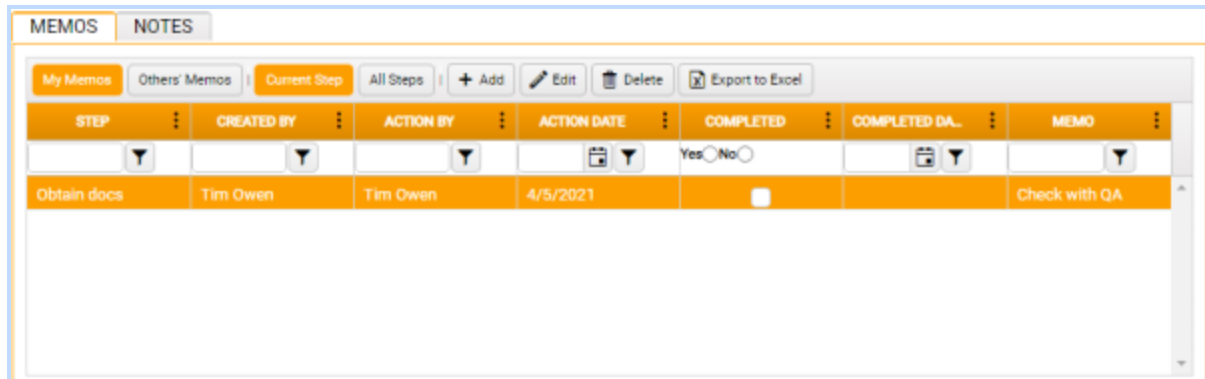 MEMOS NOTES
My Memos Others' Memos Current Step All Steps + Add Edit Delete Export to Excel
STEP CREATED BY ACTION BY ACTION DATE COMPLETED COMPLETED DA... MEMO
Yes No
Obtain docs Tim Owen Tim Owen 4/5/2021 Check with QA